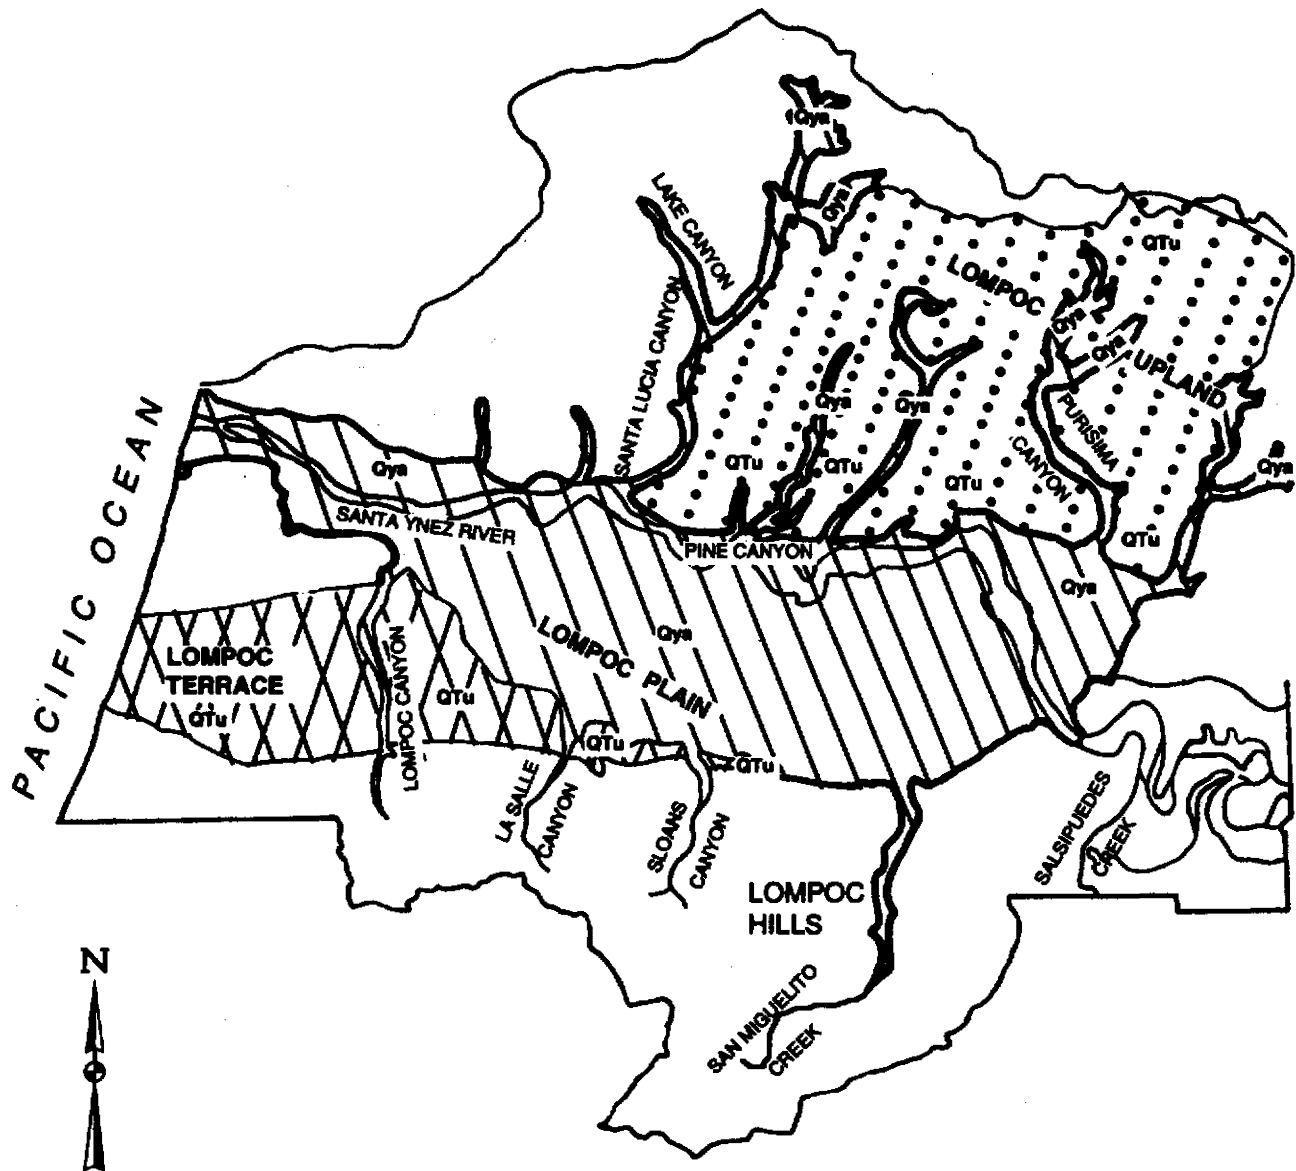 Qya
LAKE CANYON
Qya
QTu
LOMPOC
UPLAND
Qya
Qya
SANTA LUCIA CANYON
Qya
Qya
PURISIMA
CANYON
PACIFIC OCEAN
Qya
QTu
QTu
QTu
Qya
SANTA YNEZ RIVER
PINE CANYON
QTu
Qya
LOMPOC PLAIN
Qya
LOMPOC
TERRACE
QTu
LOMPOC CANYON
QTu
QTu
QTu
LA SALLE
CANYON
SLOANS
CANYON
SALSIPUEDES
CREEK
LOMPOC
HILLS
SAN MIGUELITO
CREEK
N